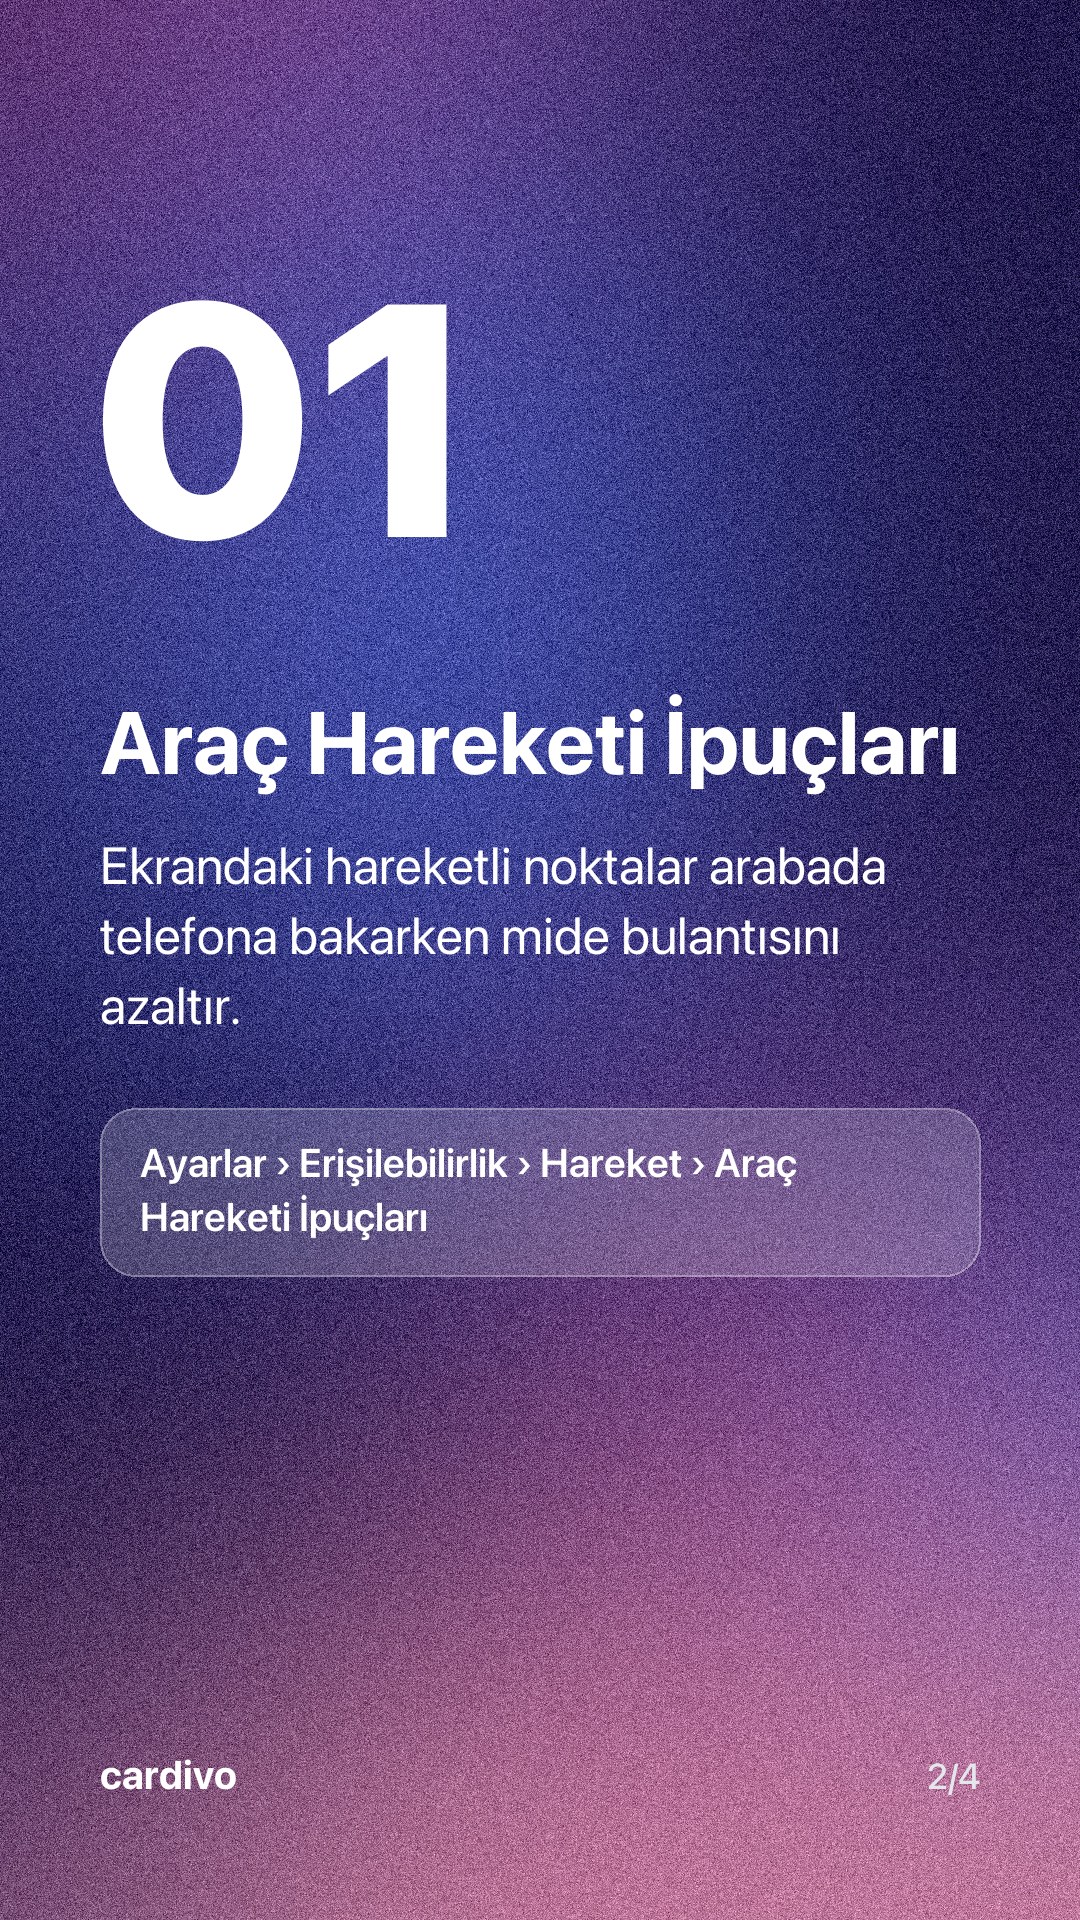 01
Araç Hareketi İpuçları
Ekrandaki hareketli noktalar arabada
telefona bakarken mide bulantısını
azaltır.
Ayarlar › Erişilebilirlik › Hareket › Araç
Hareketi İpuçları
cardivo
2/4